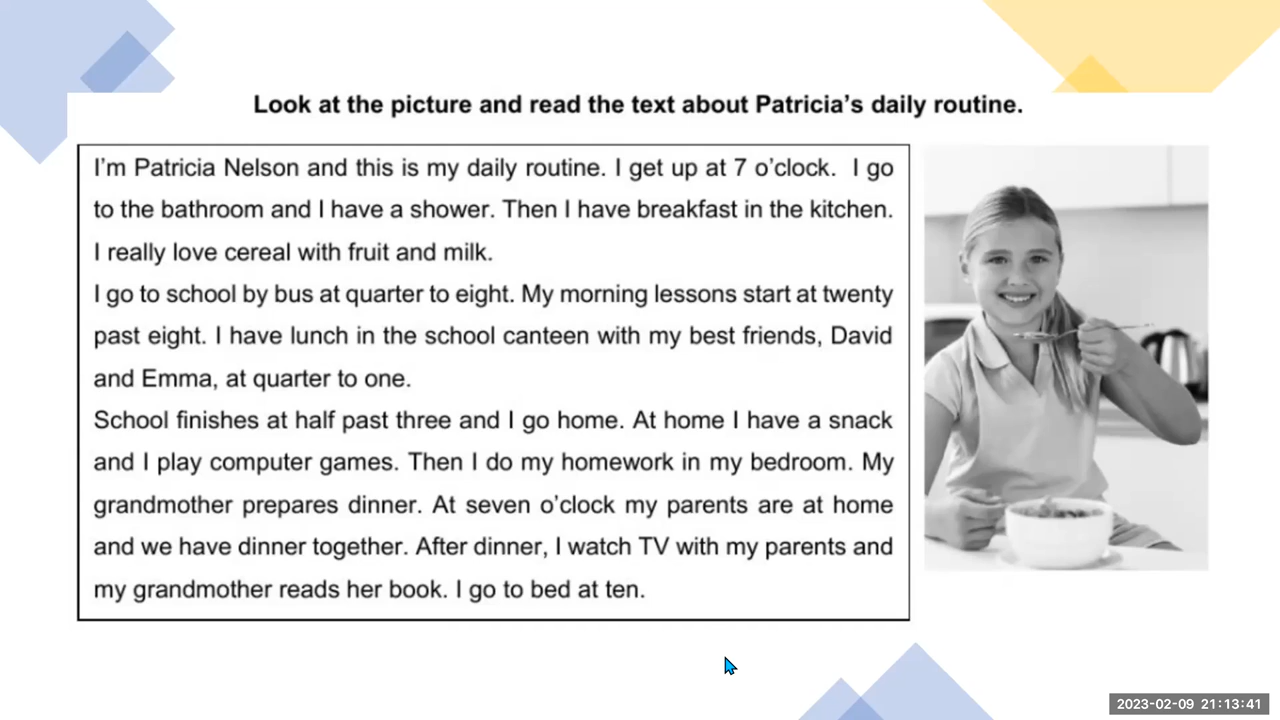 Look at the picture and read the text about Patricia’s daily routine.
I’m Patricia Nelson and this is my daily routine. I get up at 7 o’clock. I go
to the bathroom and I have a shower. Then I have breakfast in the kitchen.
I really love cereal with fruit and milk.
I go to school by bus at quarter to eight. My morning lessons start at twenty
past eight. I have lunch in the school canteen with my best friends, David
and Emma, at quarter to one.
School finishes at half past three and I go home. At home I have a snack
and I play computer games. Then I do my homework in my bedroom. My
grandmother prepares dinner. At seven o’clock my parents are at home
and we have dinner together. After dinner, I watch TV with my parents and
my grandmother reads her book. I go to bed at ten.
2023-02-09 21:13:41